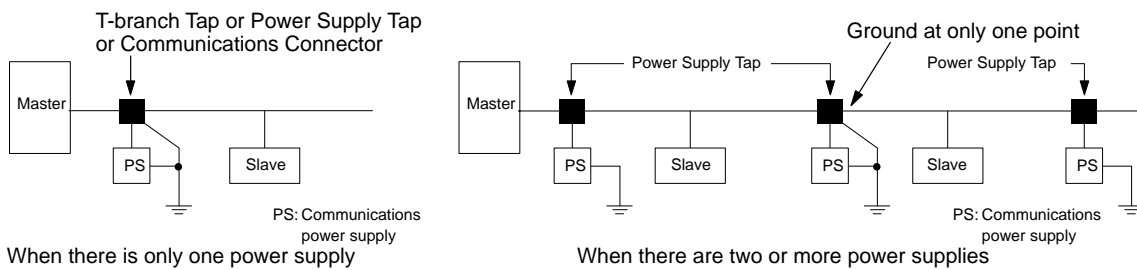 T-branch Tap or Power Supply Tap
or Communications Connector
Master
PS
Slave
PS: Communications
power supply
When there is only one power supply
Ground at only one point
Power Supply Tap
Power Supply Tap
Master
PS
Slave
PS
Slave
PS
PS: Communications
power supply
When there are two or more power supplies